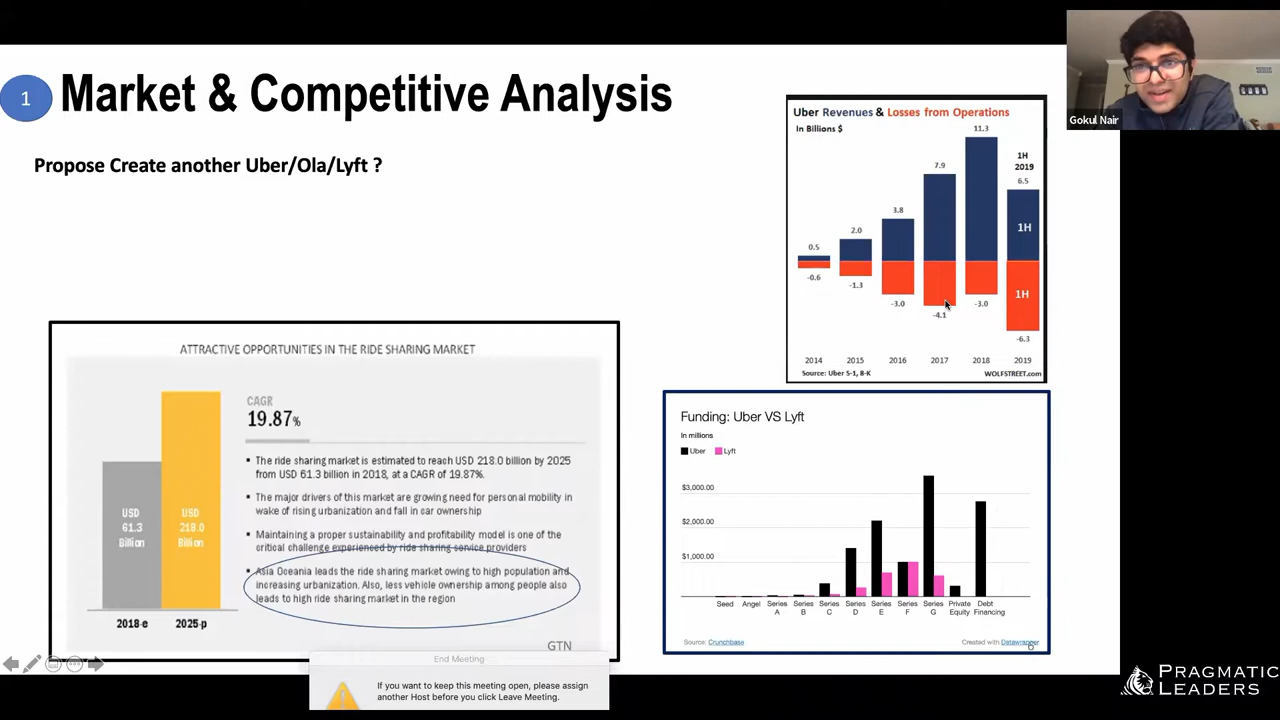 1
Market & Competitive Analysis
Propose Create another Uber/Ola/Lyft ?
Gokul Nair
Uber Revenues & Losses from Operations
In Billions $
11.3
7.9
1H
2019
6.5
3.8
2.0
0.5
1H
-0.6
-1.3
-3.0
-4.1
-3.0
1H
-6.3
2014 2015 2016 2017 2018 2019
Source: Uber S-1, 8-K WOLFSTREET.com
ATTRACTIVE OPPORTUNITIES IN THE RIDE SHARING MARKET
CAGR
19.87%
USD
61.3
Billion
USD
218.0
Billion
2018-e 2025-p
▪ The ride sharing market is estimated to reach USD 218.0 billion by 2025
from USD 61.3 billion in 2018, at a CAGR of 19.87%.
▪ The major drivers of this market are growing need for personal mobility in
wake of rising urbanization and fall in car ownership
▪ Maintaining a proper sustainability and profitability model is one of the
critical challenge experienced by ride sharing service providers
▪ Asia Oceania leads the ride sharing market owing to high population and
increasing urbanization. Also, less vehicle ownership among people also
leads to high ride sharing market in the region
GTN
Funding: Uber VS Lyft
In millions
Uber Lyft
$3,000.00
$2,000.00
$1,000.00
Seed Angel Series A Series B Series C Series D Series E Series F Series G Private Equity Debt Financing
Source: Crunchbase Created with Datawrapper
6
End Meeting
If you want to keep this meeting open, please assign
another Host before you click Leave Meeting.
PRAGMATIC
LEADERS